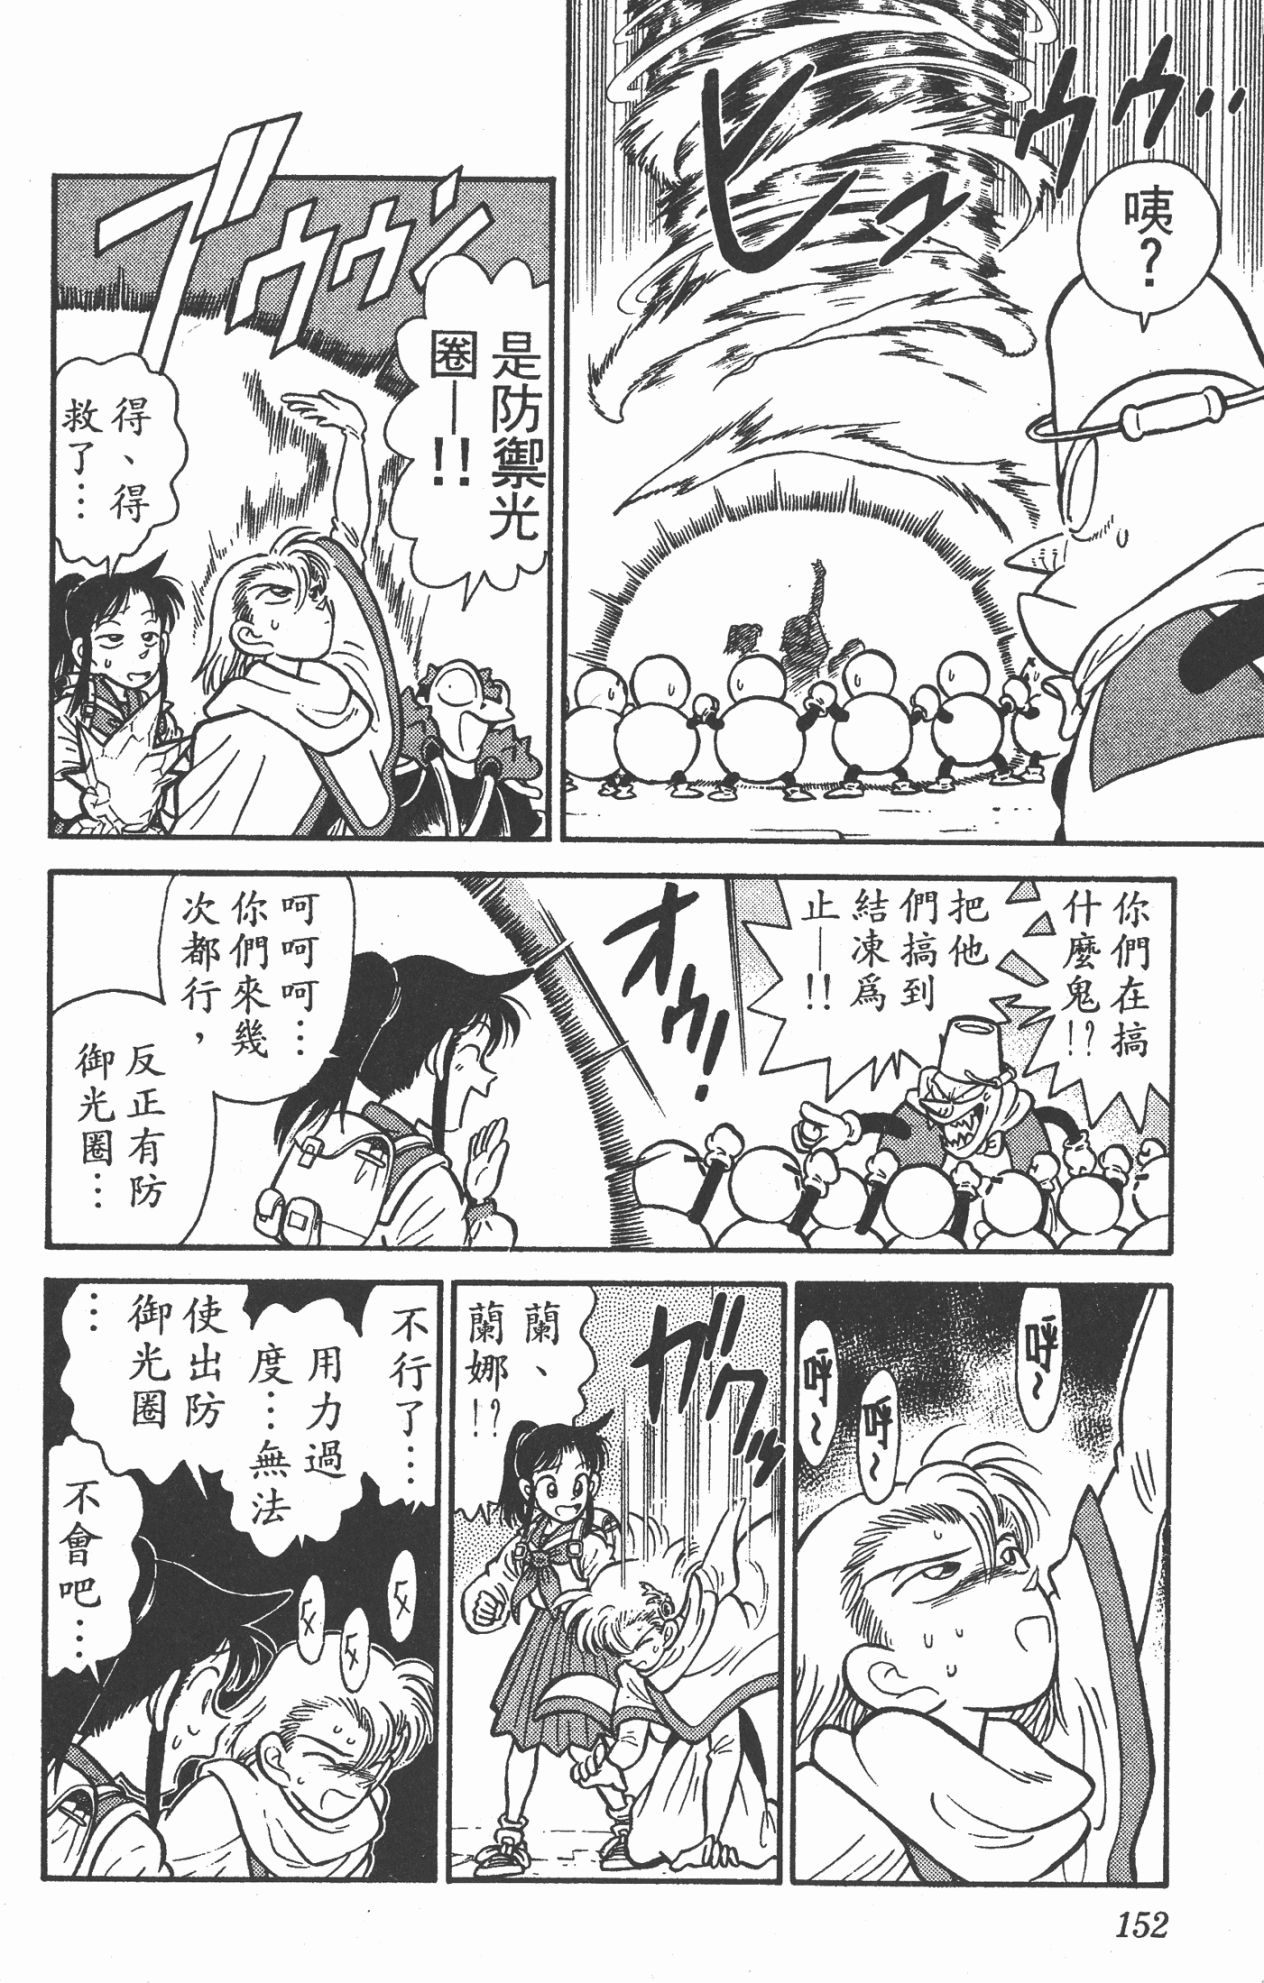 ヒュウウ‥
咦？
ブウウウン
是防禦光
圈—!!
得、得
救了…
你們在搞
什麼鬼!?
把他
們搞到
結凍為
止—!!
オウ!
呵呵呵…
你們來幾
次都行，
反正有防
御光圈…
呼~
呼~
呼~
ガクッ
蘭、
蘭娜!?
不行了…
用力過
度…無法
使出防
御光圈
…
不會吧…
152